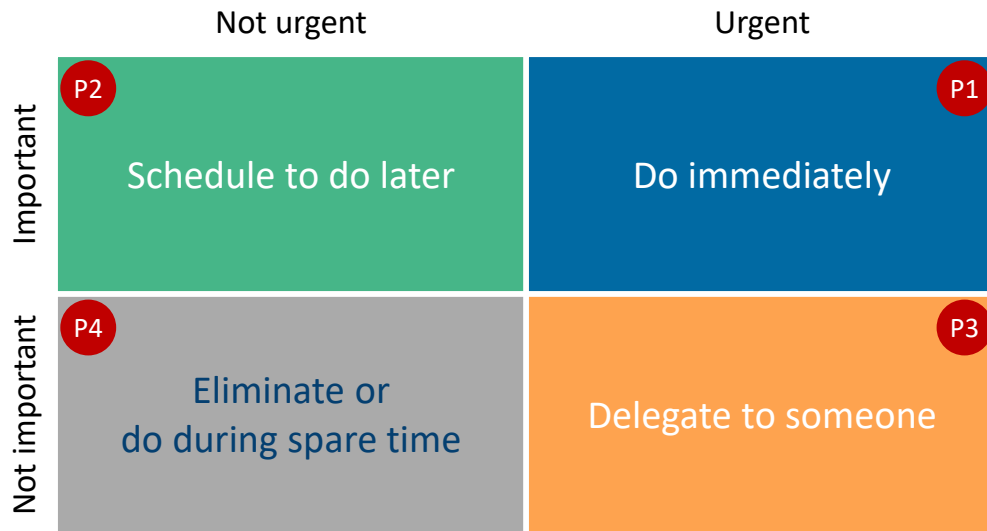 Not urgent
Urgent
Important
P2
Schedule to do later
P1
Do immediately
Not important
P4
Eliminate or
do during spare time
P3
Delegate to someone